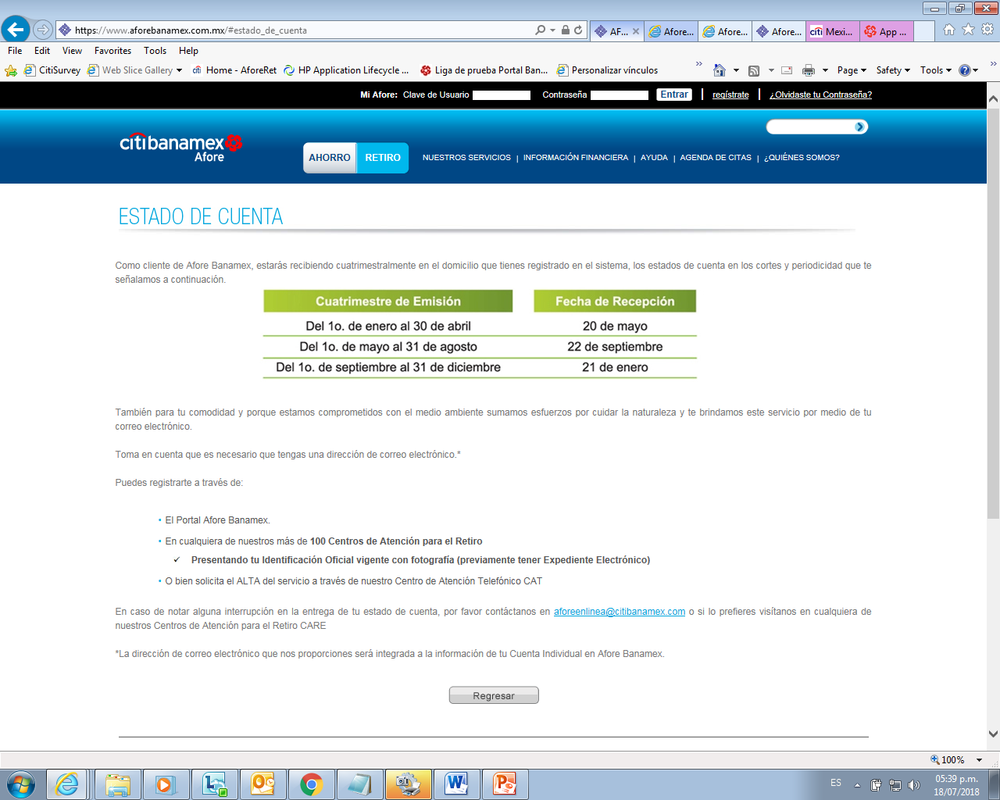 https://www.aforebanamex.com.mx/#estado_de_cuenta
AF...
Afore...
Afore...
Afore...
citi Mexi...
App ...
File Edit View Favorites Tools Help
CitiSurvey
Web Slice Gallery
Home - AforeRet
HP Application Lifecycle ...
Liga de prueba Portal Ban...
Personalizar vínculos
Page
Safety
Tools
Mi Afore: Clave de Usuario Contraseña Entrar | regístrate | ¿Olvidaste tu Contraseña?
citibanamex
Afore
AHORRO RETIRO
NUESTROS SERVICIOS | INFORMACIÓN FINANCIERA | AYUDA | AGENDA DE CITAS | ¿QUIÉNES SOMOS?
ESTADO DE CUENTA
Como cliente de Afore Banamex, estarás recibiendo cuatrimestralmente en el domicilio que tienes registrado en el sistema, los estados de cuenta en los cortes y periodicidad que te
señalamos a continuación.
Cuatrimestre de Emisión Fecha de Recepción
Del 1o. de enero al 30 de abril 20 de mayo
Del 1o. de mayo al 31 de agosto 22 de septiembre
Del 1o. de septiembre al 31 de diciembre 21 de enero
También para tu comodidad y porque estamos comprometidos con el medio ambiente sumamos esfuerzos por cuidar la naturaleza y te brindamos este servicio por medio de tu
correo electrónico.
Toma en cuenta que es necesario que tengas una dirección de correo electrónico.*
Puedes registrarte a través de:
• El Portal Afore Banamex.
• En cualquiera de nuestros más de 100 Centros de Atención para el Retiro
✓ Presentando tu Identificación Oficial vigente con fotografía (previamente tener Expediente Electrónico)
• O bien solicita el ALTA del servicio a través de nuestro Centro de Atención Telefónico CAT
En caso de notar alguna interrupción en la entrega de tu estado de cuenta, por favor contáctanos en aforeenlinea@citibanamex.com o si lo prefieres visítanos en cualquiera de
nuestros Centros de Atención para el Retiro CARE
*La dirección de correo electrónico que nos proporciones será integrada a la información de tu Cuenta Individual en Afore Banamex.
Regresar
100%
ES
05:39 p.m.
18/07/2018